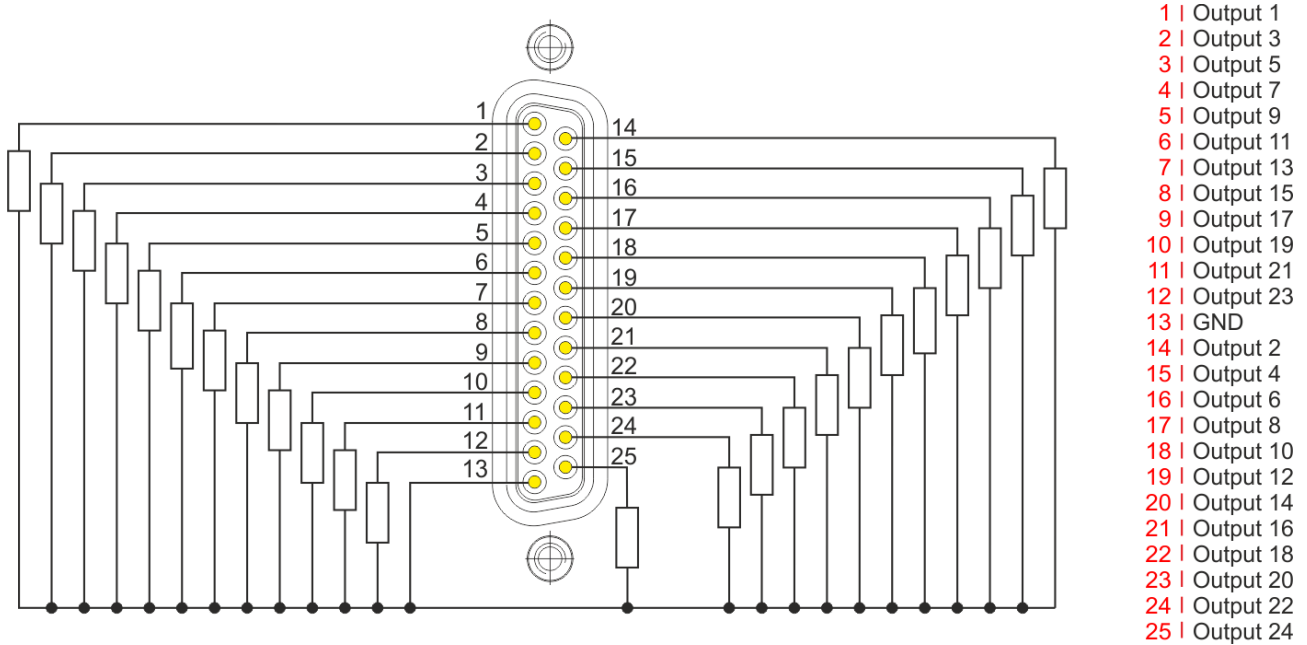 1
2
3
4
5
6
7
8
9
10
11
12
13
14
15
16
17
18
19
20
21
22
23
24
25
1 | Output 1
2 | Output 3
3 | Output 5
4 | Output 7
5 | Output 9
6 | Output 11
7 | Output 13
8 | Output 15
9 | Output 17
10 | Output 19
11 | Output 21
12 | Output 23
13 | GND
14 | Output 2
15 | Output 4
16 | Output 6
17 | Output 8
18 | Output 10
19 | Output 12
20 | Output 14
21 | Output 16
22 | Output 18
23 | Output 20
24 | Output 22
25 | Output 24